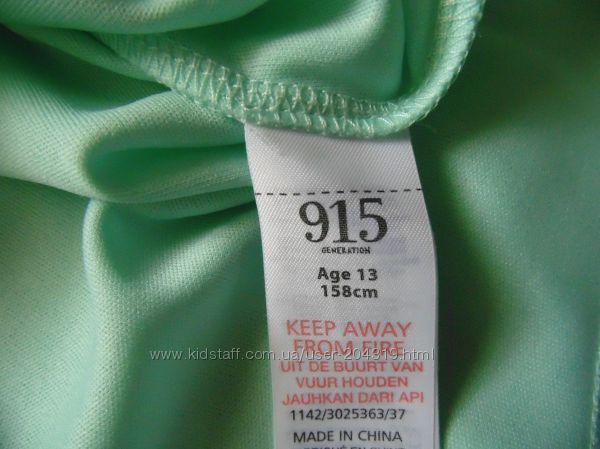 915
GENERATION
Age 13
158cm
KEEP AWAY
FROM FIRE
www.kidstaff.com.ua/user-204319.html
UIT DE BUURT VAN
VUUR HOUDEN
JAUHKAN DARI API
1142/3025363/37
MADE IN CHINA